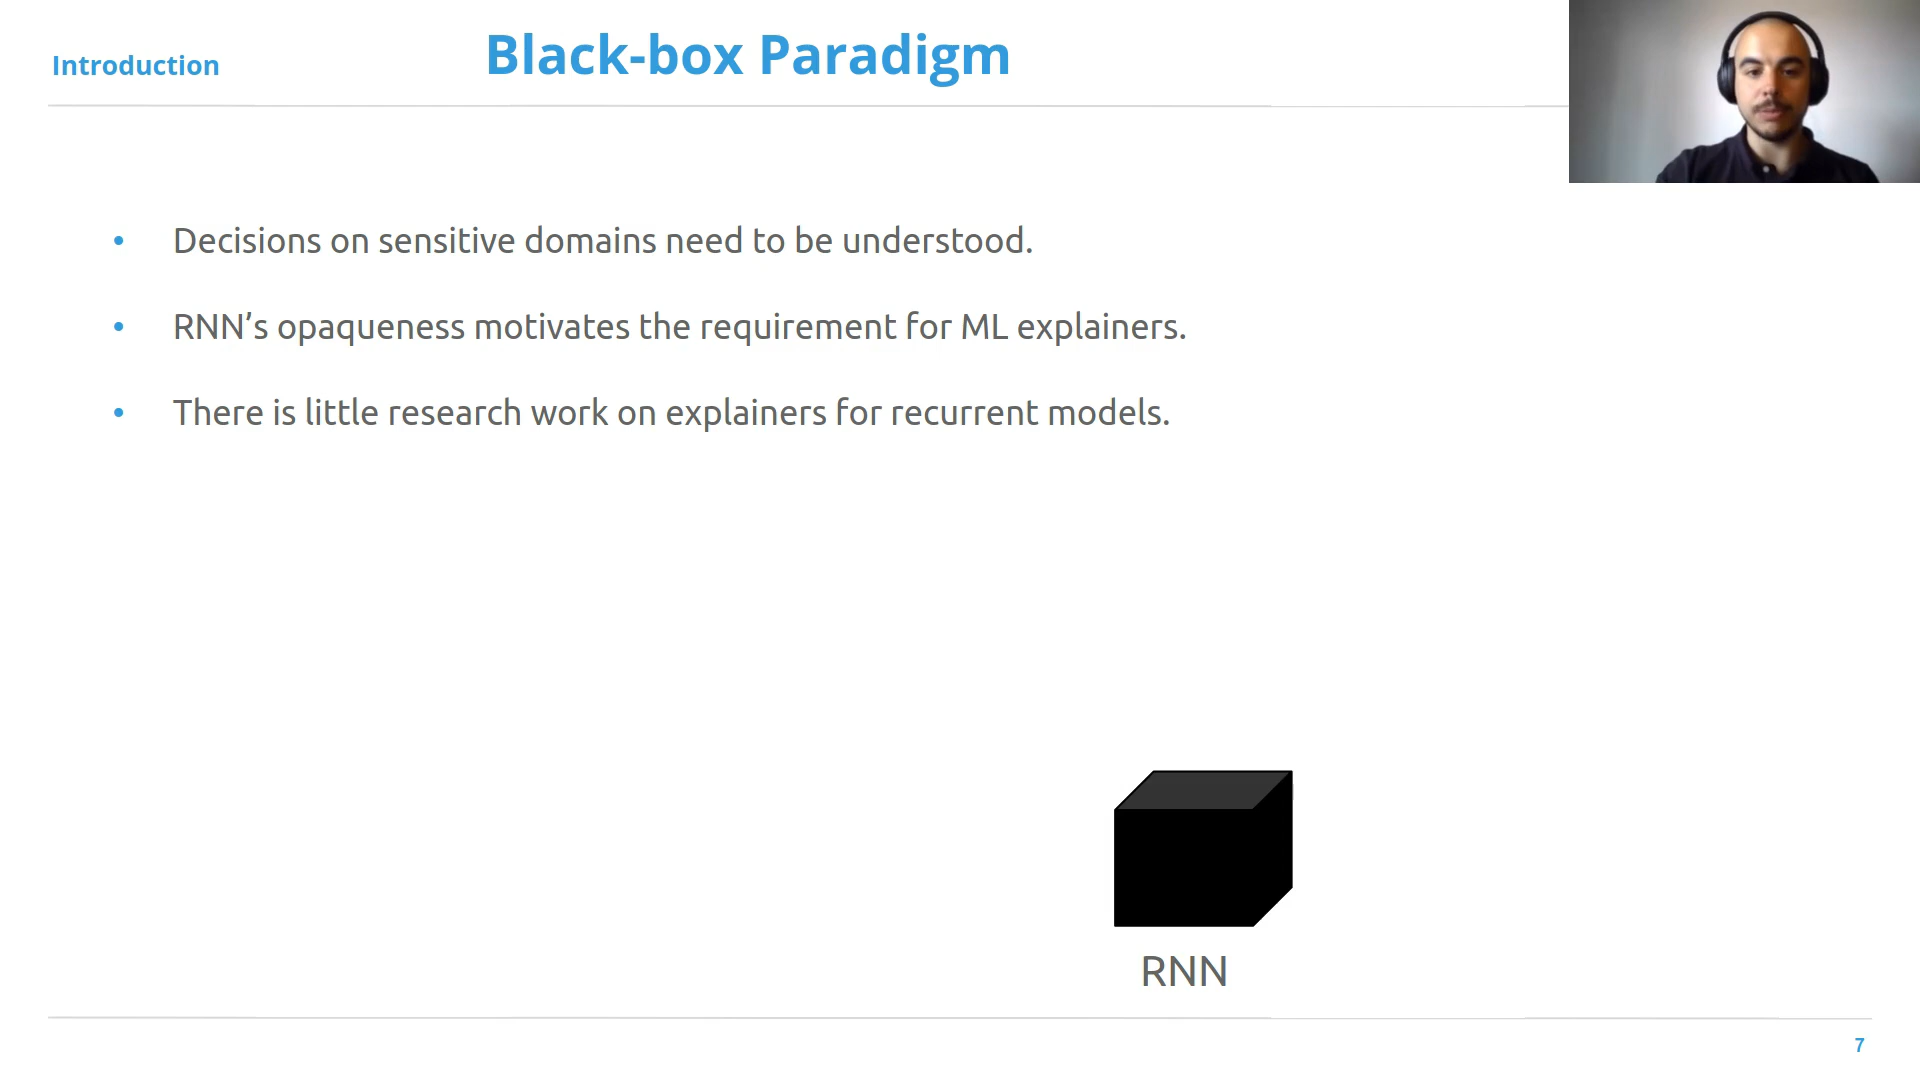 Introduction
Black-box Paradigm
• Decisions on sensitive domains need to be understood.
• RNN’s opaqueness motivates the requirement for ML explainers.
• There is little research work on explainers for recurrent models.
RNN
7